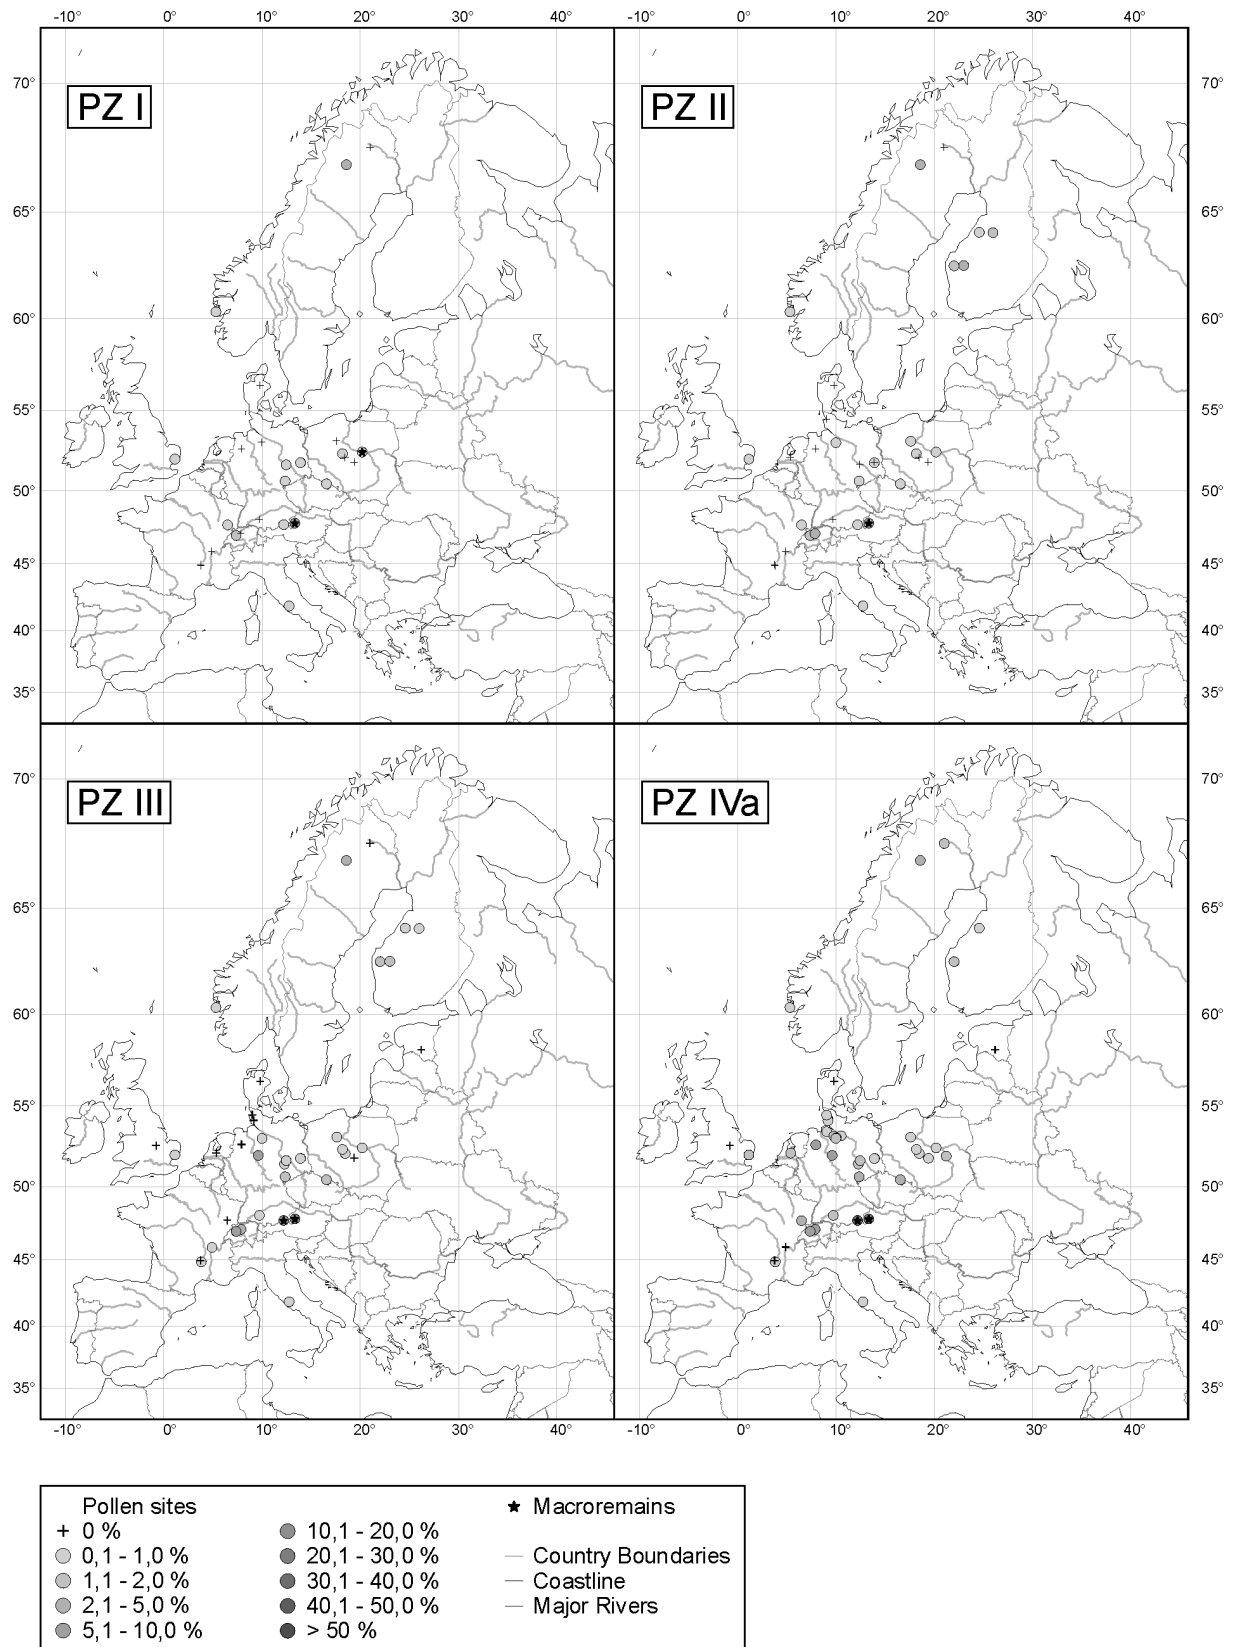 -10° 0° 10° 20° 30° 40° -10° 0° 10° 20° 30° 40°
70° 70°
PZ I PZ II
65° 65°
60° 60°
55° 55°
50° 50°
45° 45°
40° 40°
35° 35°
70° 70°
PZ III PZ IVa
65° 65°
60° 60°
55° 55°
50° 50°
45° 45°
40° 40°
35° 35°
-10° 0° 10° 20° 30° 40° -10° 0° 10° 20° 30° 40°
Pollen sites
0 %
0,1 - 1,0 %
1,1 - 2,0 %
2,1 - 5,0 %
5,1 - 10,0 %
10,1 - 20,0 %
20,1 - 30,0 %
30,1 - 40,0 %
40,1 - 50,0 %
> 50 %
Macroremains
Country Boundaries
Coastline
Major Rivers